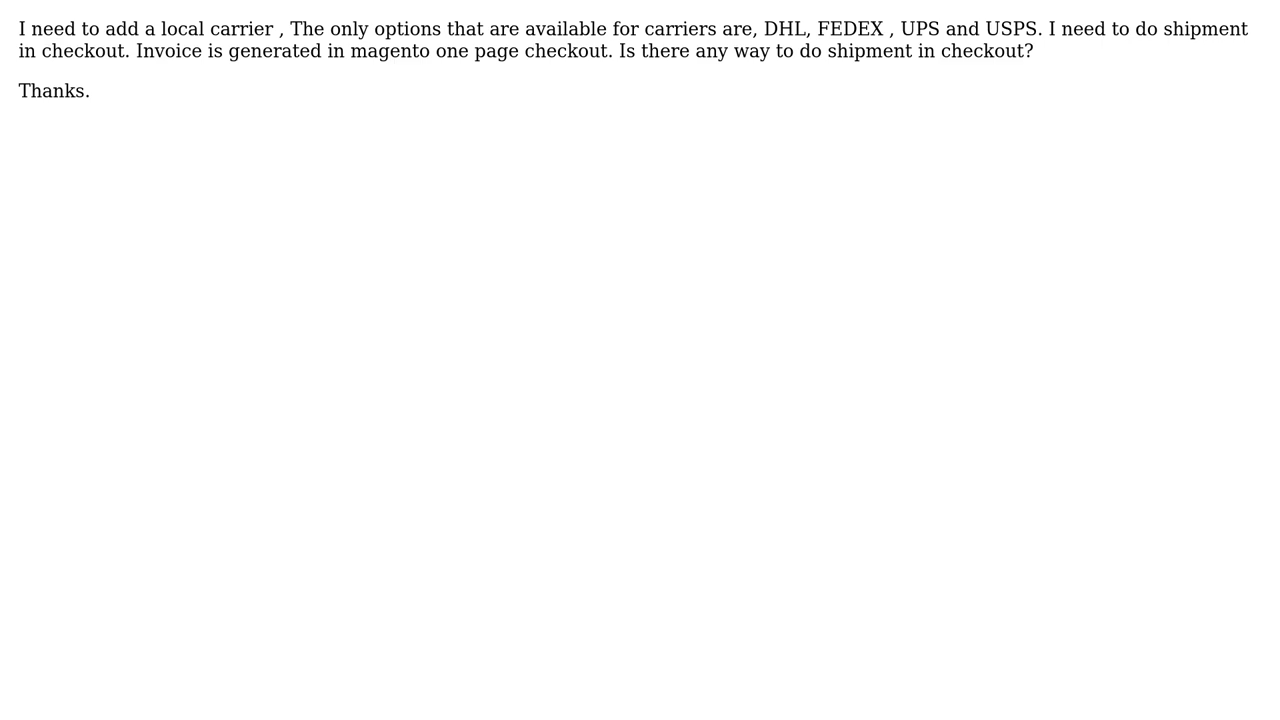 I need to add a local carrier , The only options that are available for carriers are, DHL, FEDEX , UPS and USPS. I need to do shipment
in checkout. Invoice is generated in magento one page checkout. Is there any way to do shipment in checkout?
Thanks.